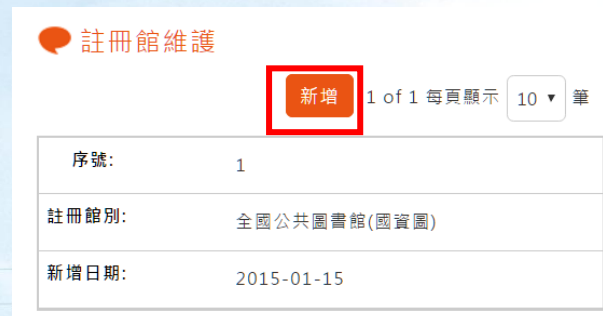 註冊館維護
新增 1 of 1 每頁顯示 10 ▼ 筆
序號: 1
註冊館別: 全國公共圖書館(國資圖)
新增日期: 2015-01-15